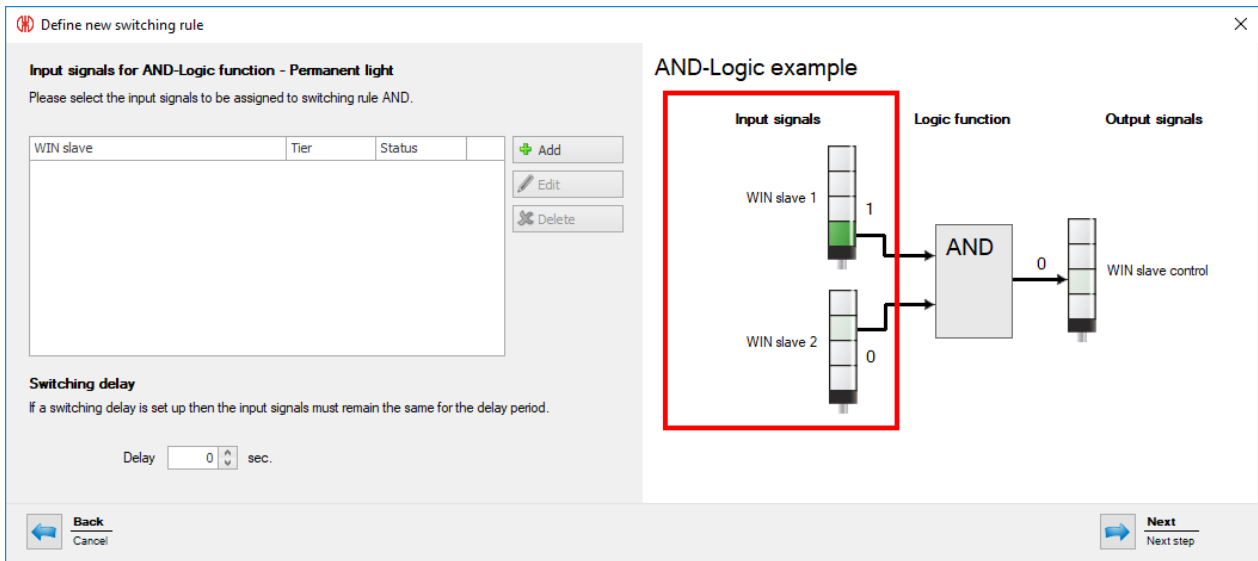 Define new switching rule
Input signals for AND-Logic function - Permanent light
Please select the input signals to be assigned to switching rule AND.
WIN slave Tier Status
Add
Edit
Delete
Switching delay
If a switching delay is set up then the input signals must remain the same for the delay period.
Delay 0 sec.
AND-Logic example
Input signals Logic function Output signals
WIN slave 1
1
AND
0
WIN slave control
WIN slave 2
0
Back
Cancel
Next
Next step